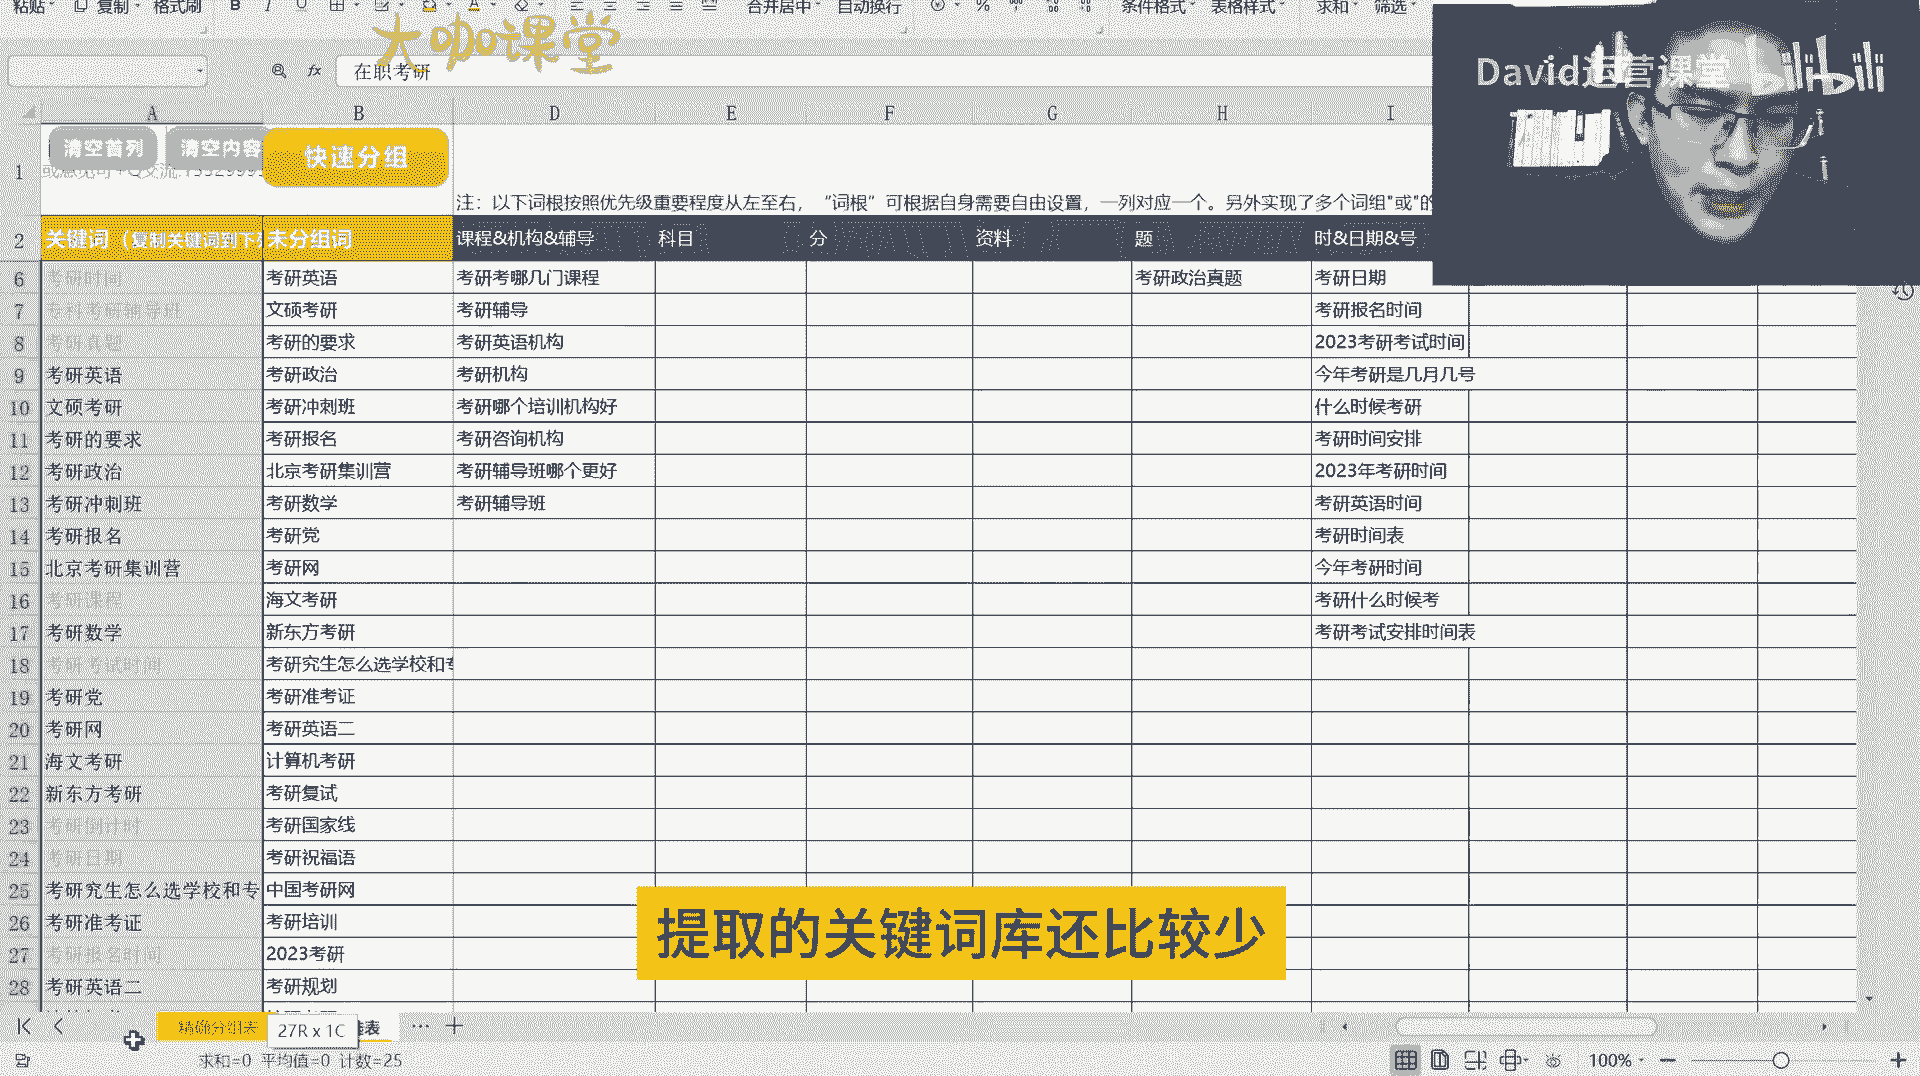 粘贴 复制 格式刷 B I U 合并居中 自动换行 % 条件格式 表格样式 求和 筛选
大咖课堂
David运营课堂 bilibili
fx 在职考研
A B D E F G H I
清空首列 清空内容 快速分组
1 注：以下词根按照优先级重要程度从左至右，“词根”可根据自身需要自由设置，一列对应一个。另外实现了多个词组"或"的
2 关键词（复制关键词到下 未分组词 课程&机构&辅导 科目 分 资料 题 时&日期&号
6 考研时间 考研英语 考研考哪几门课程 考研政治真题 考研日期
7 专科考研辅导班 文硕考研 考研辅导 考研报名时间
8 考研真题 考研的要求 考研英语机构 2023考研考试时间
9 考研英语 考研政治 考研机构 今年考研是几月几号
10 文硕考研 考研冲刺班 考研哪个培训机构好 什么时候考研
11 考研的要求 考研报名 考研咨询机构 考研时间安排
12 考研政治 北京考研集训营 考研辅导班哪个更好 2023年考研时间
13 考研冲刺班 考研数学 考研辅导班 考研英语时间
14 考研报名 考研党 考研时间表
15 北京考研集训营 考研网 今年考研时间
16 考研课程 海文考研 考研什么时候考
17 考研数学 新东方考研 考研考试安排时间表
18 考研考试时间 考研究生怎么选学校和专
19 考研党 考研准考证
20 考研网 考研英语二
21 海文考研 计算机考研
22 新东方考研 考研复试
23 考研倒计时 考研国家线
24 考研日期 考研祝福语
25 考研究生怎么选学校和专 中国考研网
26 考研准考证 考研培训
27 考研报名时间 2023考研
28 考研英语二 考研规划
提取的关键词库还比较少
精确分组表 27R x 1C 表 ··· +
求和=0 平均值=0 计数=25 100%